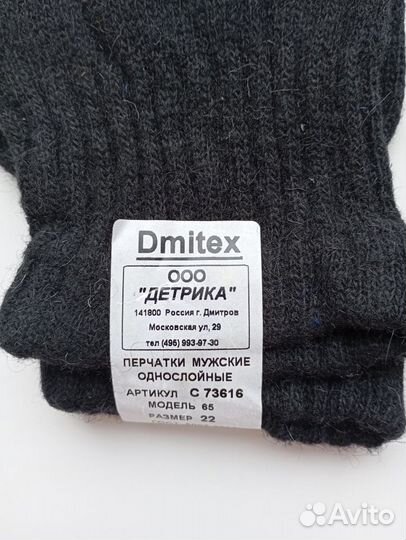 Dmitex
ООО
"ДЕТРИКА"
141800 Россия г. Дмитров
Московская ул, 29
тел (495) 993-97-30
ПЕРЧАТКИ МУЖСКИЕ
ОДНОСЛОЙНЫЕ
АРТИКУЛ С 73616
МОДЕЛЬ 65
РАЗМЕР 22
Avito